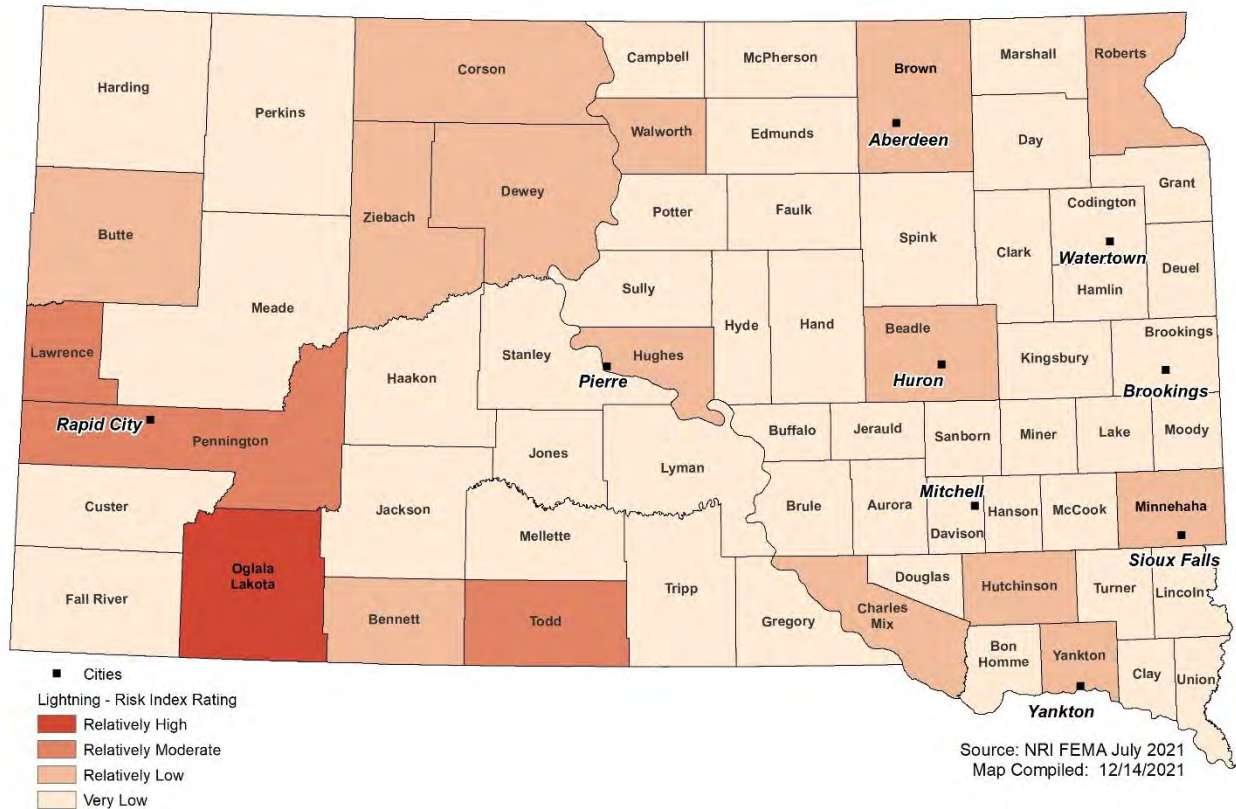 Harding
Perkins
Corson
Campbell
McPherson
Brown
Marshall
Roberts
Walworth
Edmunds
Aberdeen
Day
Grant
Butte
Ziebach
Dewey
Potter
Faulk
Spink
Clark
Codington
Watertown
Hamlin
Deuel
Meade
Sully
Hyde
Hand
Lawrence
Stanley
Hughes
Pierre
Beadle
Huron
Kingsbury
Brookings
Brookings
Haakon
Rapid City
Pennington
Jones
Lyman
Buffalo
Jerauld
Sanborn
Miner
Lake
Moody
Custer
Jackson
Mellette
Brule
Aurora
Mitchell
Davison
Hanson
McCook
Minnehaha
Sioux Falls
Oglala
Lakota
Fall River
Bennett
Todd
Tripp
Gregory
Douglas
Charles
Mix
Hutchinson
Turner
Lincoln
Bon
Homme
Yankton
Clay
Union
Yankton
Cities
Lightning - Risk Index Rating
Relatively High
Relatively Moderate
Relatively Low
Very Low
Source: NRI FEMA July 2021
Map Compiled: 12/14/2021